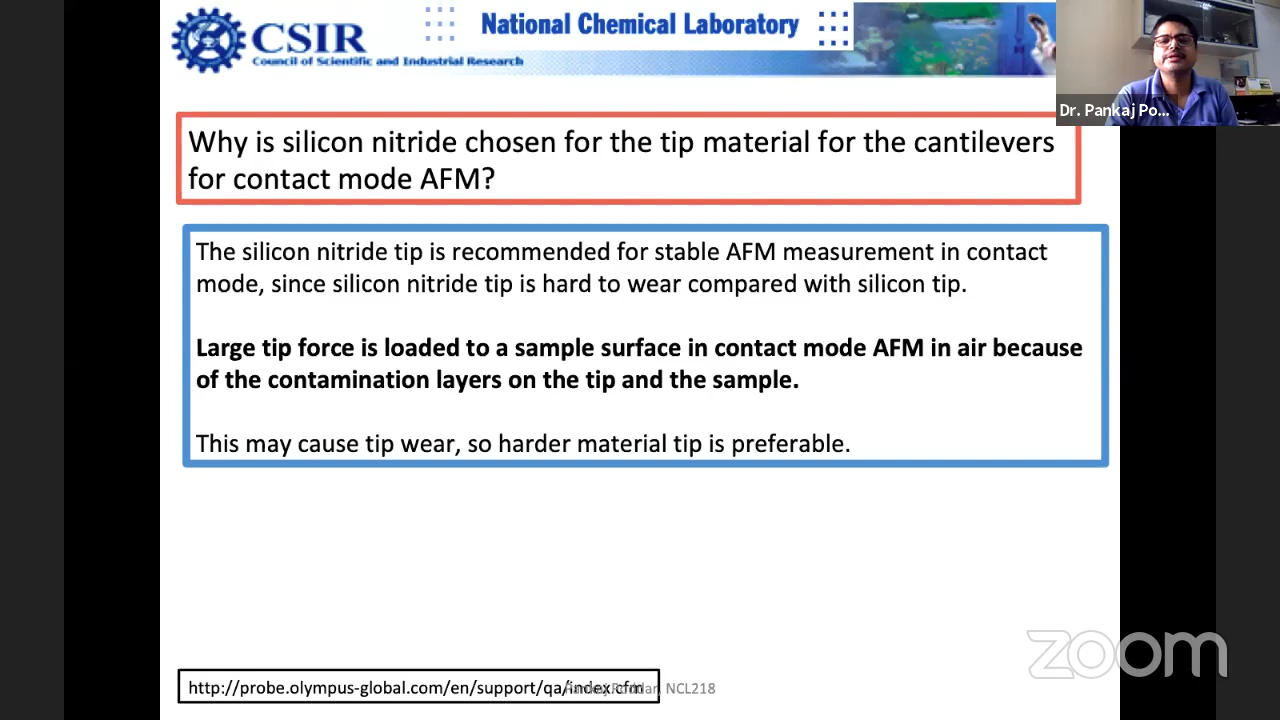 CSIR
Council of Scientific and Industrial Research
National Chemical Laboratory
Dr. Pankaj Po...
Why is silicon nitride chosen for the tip material for the cantilevers
for contact mode AFM?
The silicon nitride tip is recommended for stable AFM measurement in contact
mode, since silicon nitride tip is hard to wear compared with silicon tip.
Large tip force is loaded to a sample surface in contact mode AFM in air because
of the contamination layers on the tip and the sample.
This may cause tip wear, so harder material tip is preferable.
http://probe.olympus-global.com/en/support/qa/index.cfm
Pankaj Poddar, NCL218
zoom